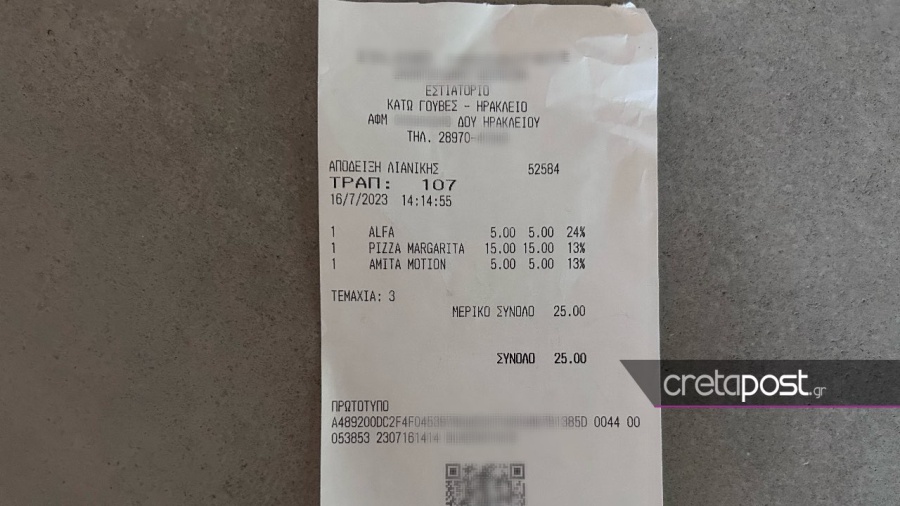 ΕΣΤΙΑΤΟΡΙΟ
ΚΑΤΩ ΓΟΥΒΕΣ - ΗΡΑΚΛΕΙΟ
ΑΦΜ ΔΟΥ ΗΡΑΚΛΕΙΟΥ
ΤΗΛ. 28970-
ΑΠΟΔΕΙΞΗ ΛΙΑΝΙΚΗΣ 52584
ΤΡΑΠ: 107
16/7/2023 14:14:55
1 ALFA 5.00 5.00 24%
1 PIZZA MARGARITA 15.00 15.00 13%
1 AMITA MOTION 5.00 5.00 13%
ΤΕΜΑΧΙΑ: 3
ΜΕΡΙΚΟ ΣΥΝΟΛΟ 25.00
ΣΥΝΟΛΟ 25.00
cretapost.gr
ΠΡΩΤΟΤΥΠΟ
0044 00
053853